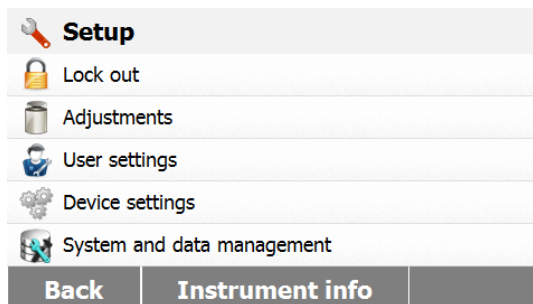 Setup
Lock out
Adjustments
User settings
Device settings
System and data management
Back Instrument info